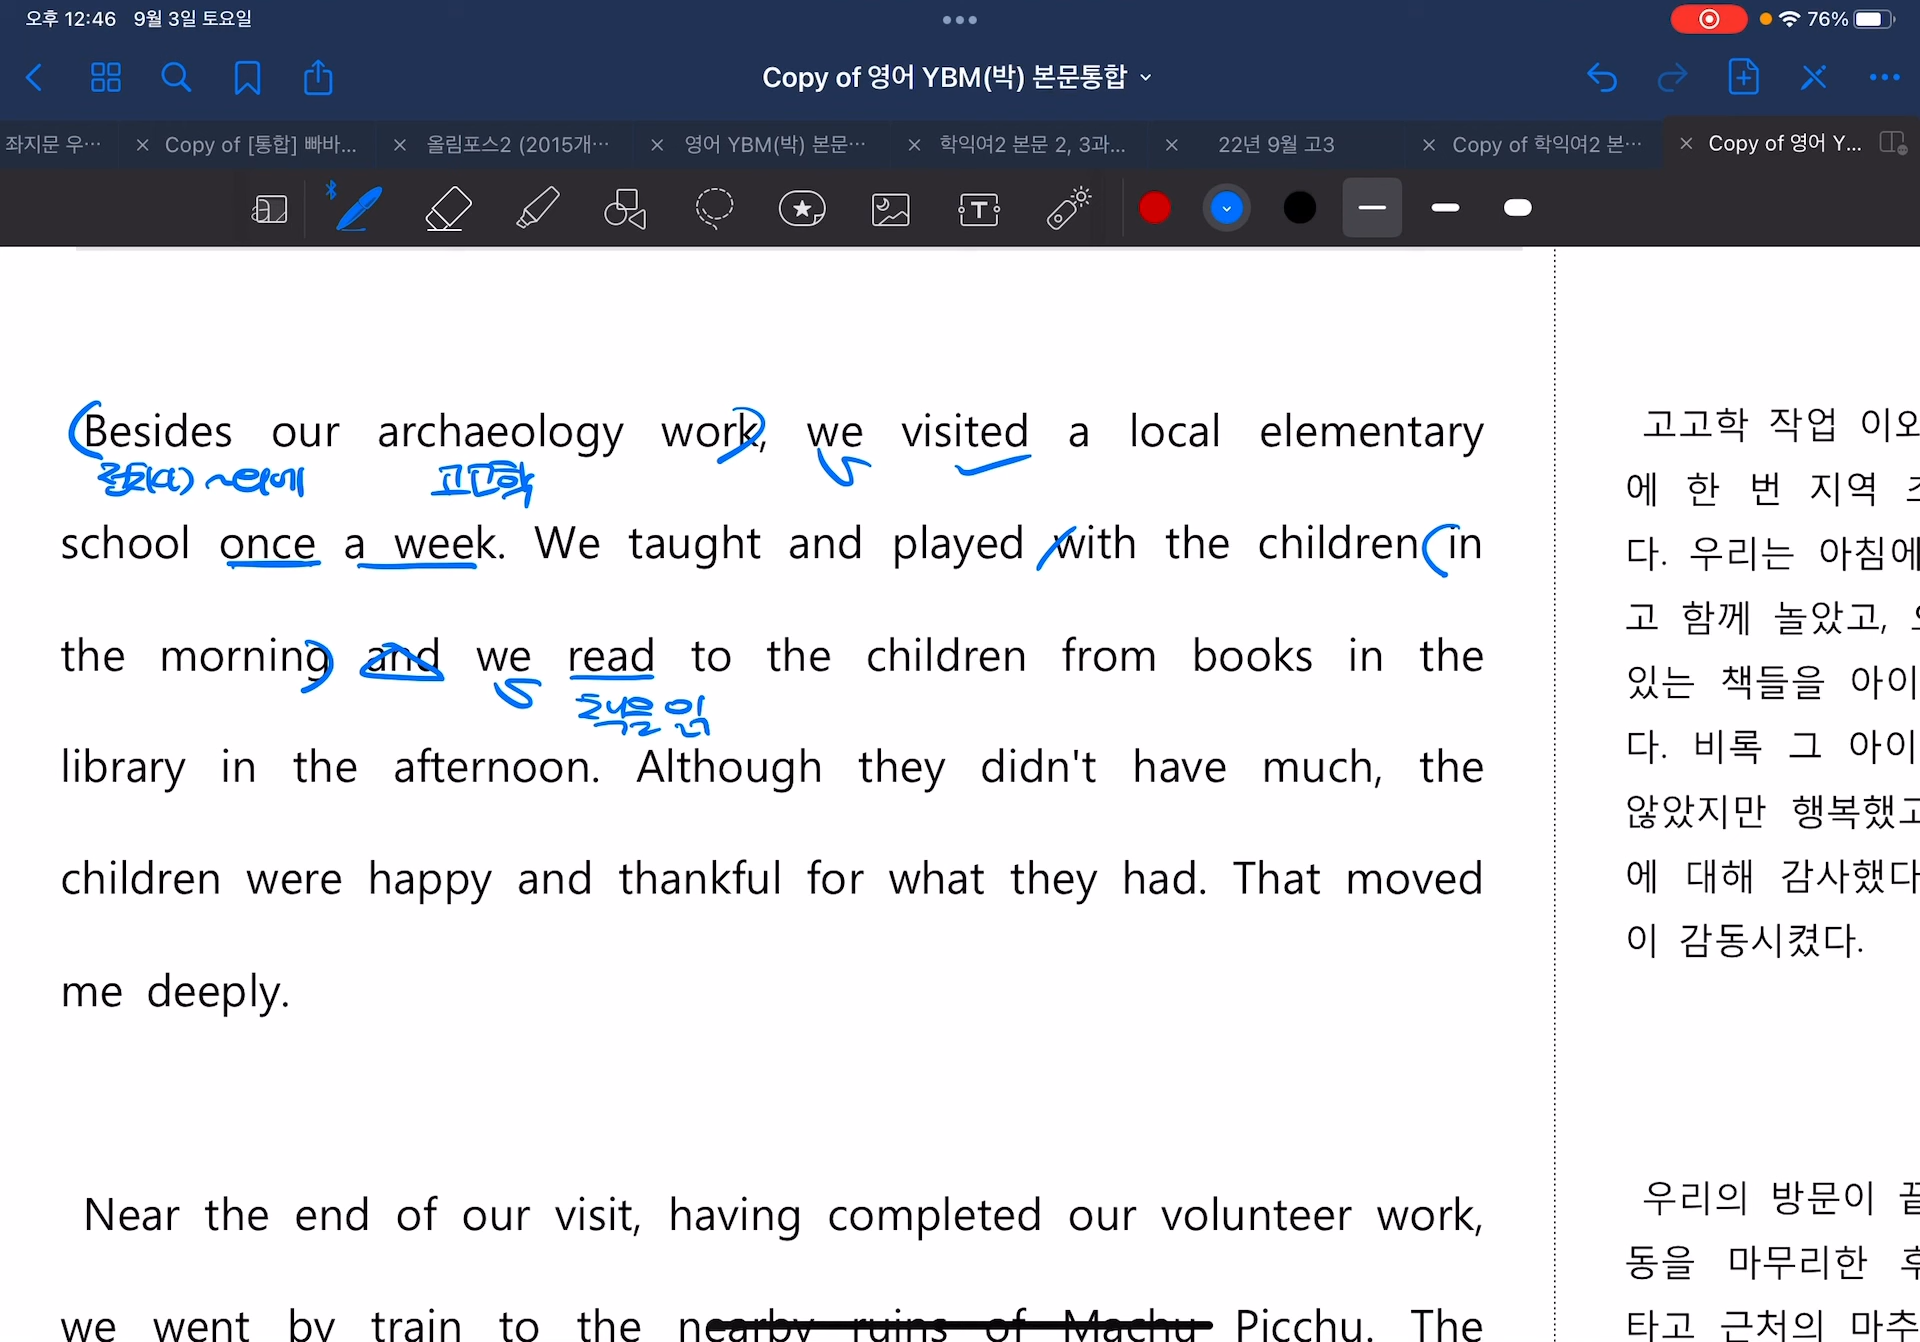 오후 12:46 9월 3일 토요일
76%
Copy of 영어 YBM(박) 본문통합
좌지문 우… × Copy of [통합] 빠바... × 올림포스2 (2015개… × 영어 YBM(박) 본문… × 학익여2 본문 2, 3과... × 22년 9월 고3 × Copy of 학익여2 본… × Copy of 영어 Y...
Besides our archaeology work, we visited a local elementary
~외에 고고학
school once a week. We taught and played with the children in
the morning and we read to the children from books in the
책을 읽
library in the afternoon. Although they didn't have much, the
children were happy and thankful for what they had. That moved
me deeply.
Near the end of our visit, having completed our volunteer work,
we went by train to the nearby ruins of Machu Picchu. The
고고학 작업 이외
에 한 번 지역 초
다. 우리는 아침에
고 함께 놀았고, 오
있는 책들을 아이
다. 비록 그 아이
않았지만 행복했고
에 대해 감사했다
이 감동시켰다.
우리의 방문이 끝
동을 마무리한 후
타고 근처의 마추